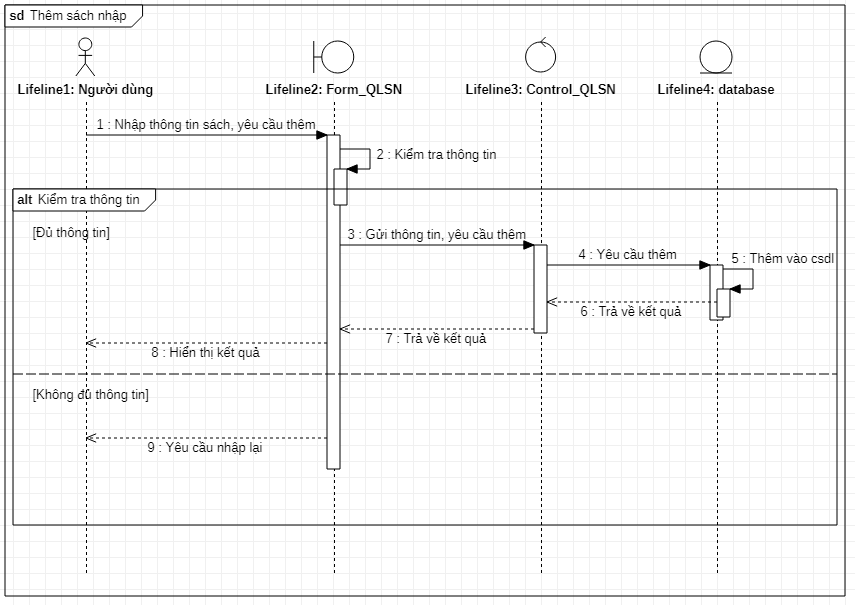 sd Thêm sách nhập
Lifeline1: Người dùng
Lifeline2: Form_QLSN
Lifeline3: Control_QLSN
Lifeline4: database
1 : Nhập thông tin sách, yêu cầu thêm
2 : Kiểm tra thông tin
alt Kiểm tra thông tin
[Đủ thông tin]
3 : Gửi thông tin, yêu cầu thêm
4 : Yêu cầu thêm
5 : Thêm vào csdl
6 : Trả về kết quả
7 : Trả về kết quả
8 : Hiển thị kết quả
[Không đủ thông tin]
9 : Yêu cầu nhập lại